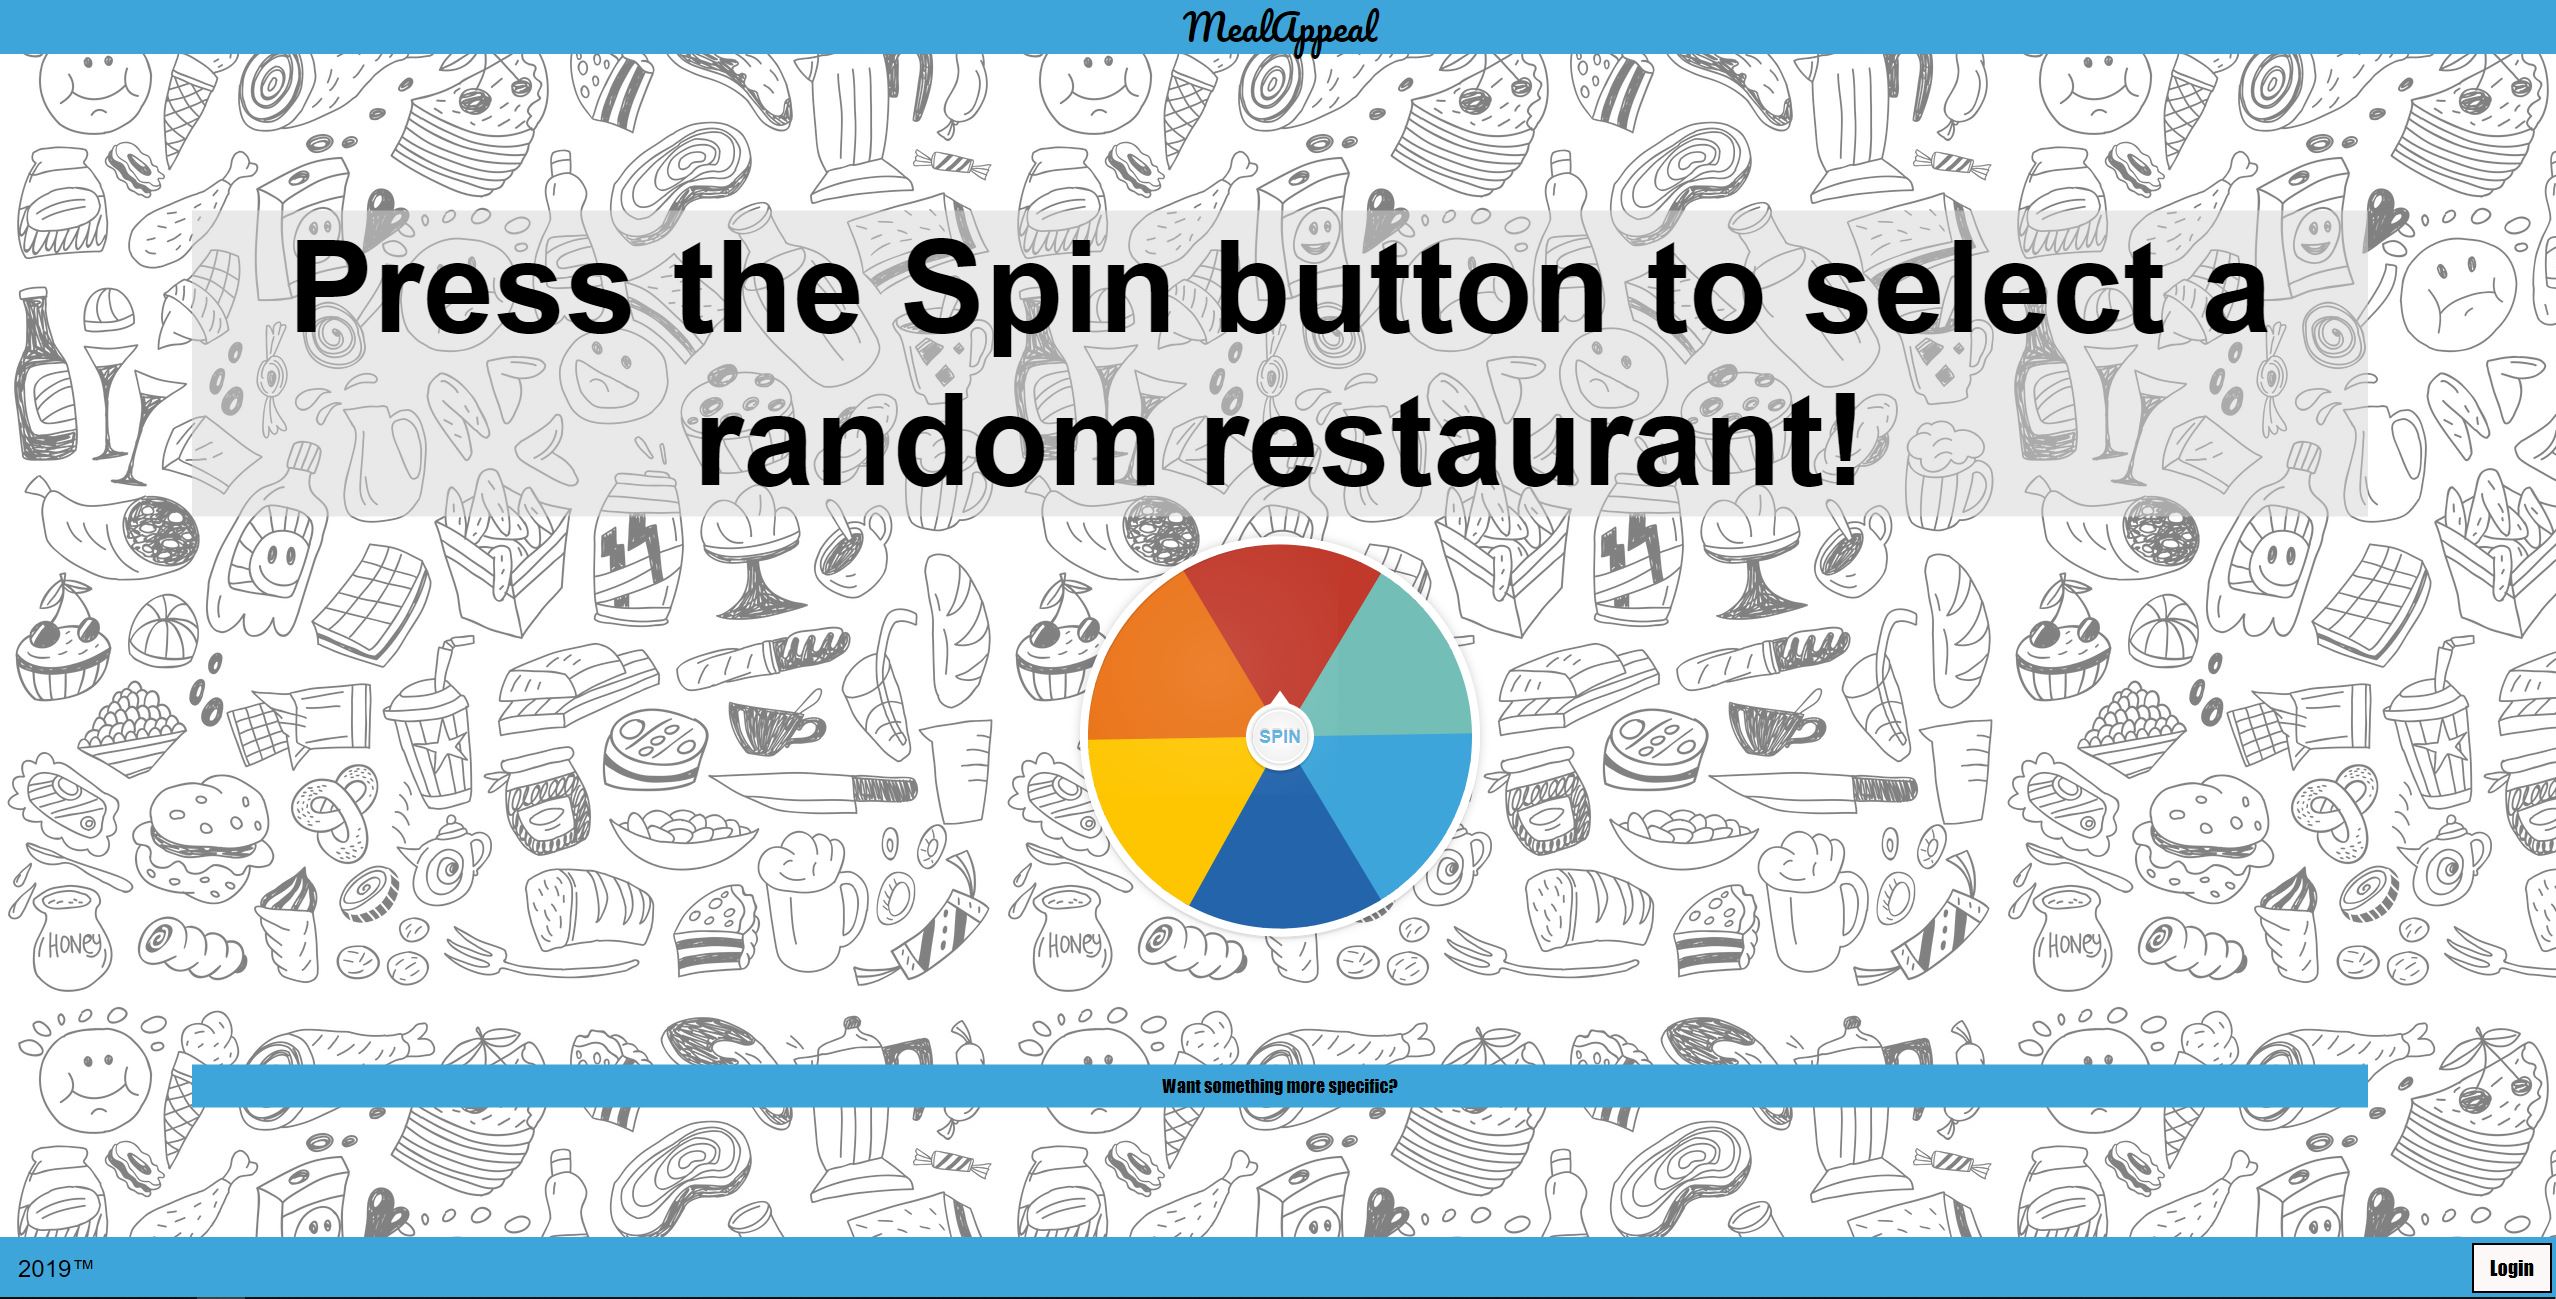 MealAppeal
Press the Spin button to select a
random restaurant!
SPIN
HONEY
HONEY
HONEY
Want something more specific?
2019™
Login